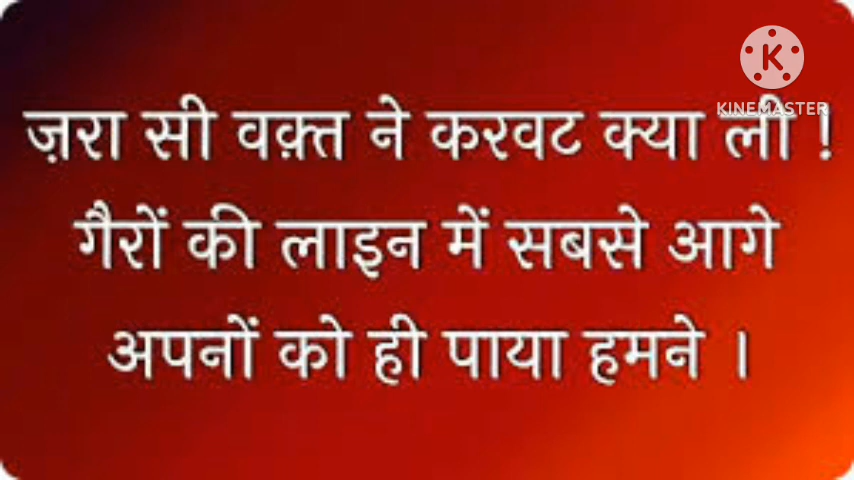 KINEMASTER
ज़रा सी वक़्त ने करवट क्या ली !
गैरों की लाइन में सबसे आगे
अपनों को ही पाया हमने ।